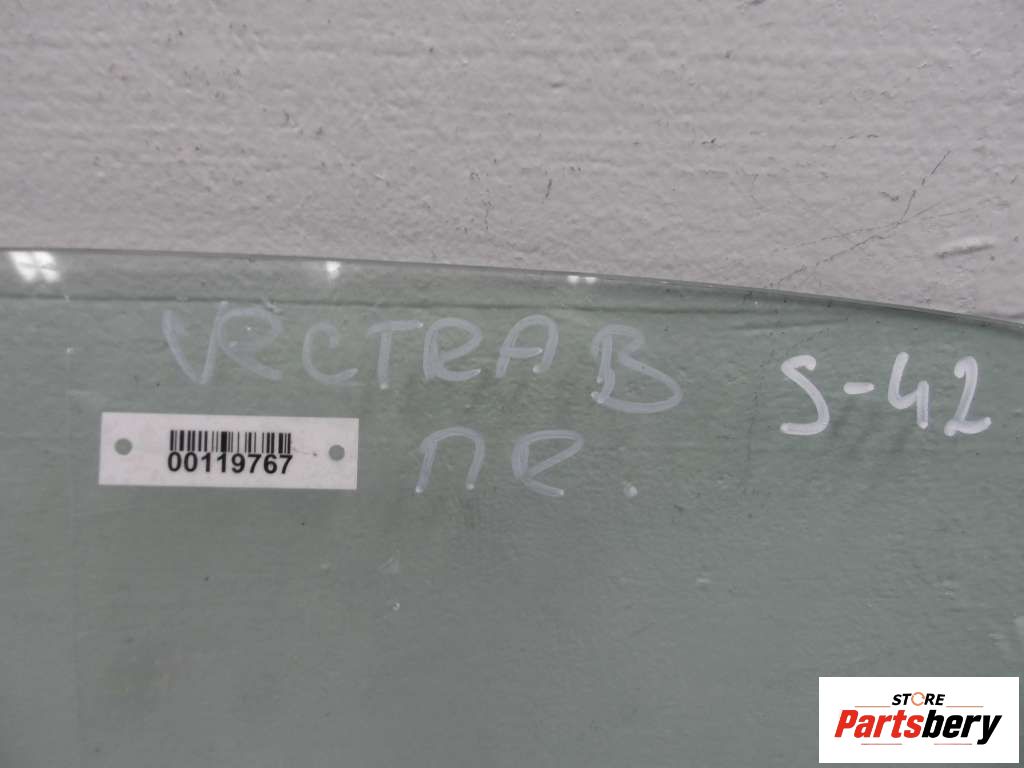 VECTRA B
пе.
S-42
00119767
STORE
Partsbery